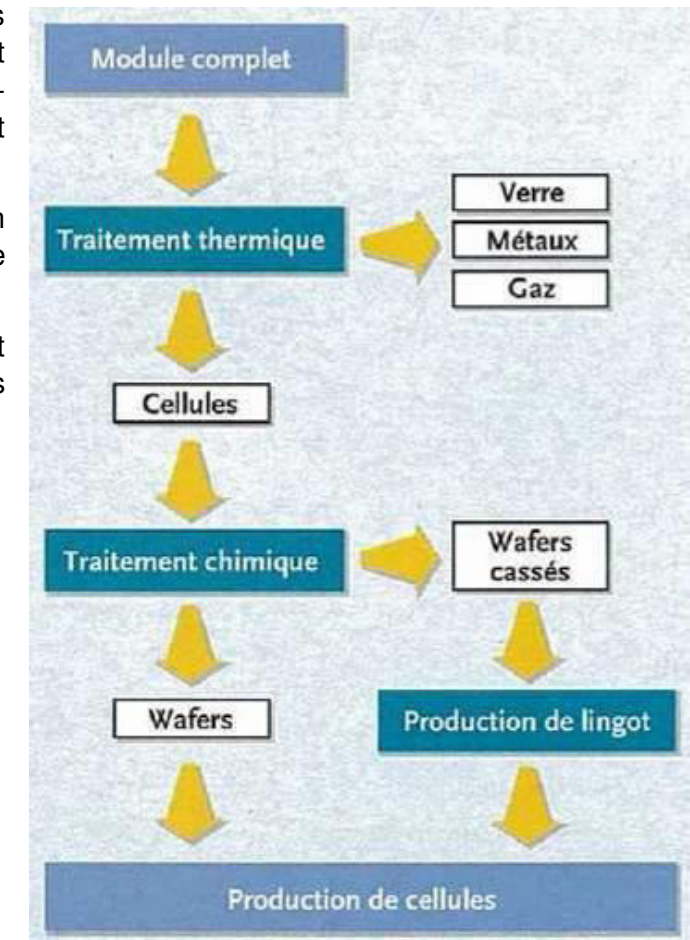 Module complet
Traitement thermique
Verre
Métaux
Gaz
Cellules
Traitement chimique
Wafers
cassés
Wafers
Production de lingot
Production de cellules